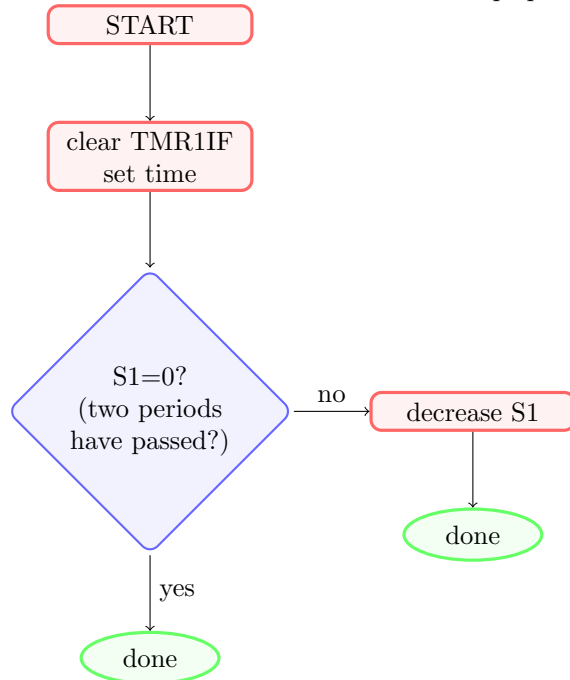 START
clear TMR1IF
set time
S1=0?
(two periods
have passed?)
no
decrease S1
done
yes
done